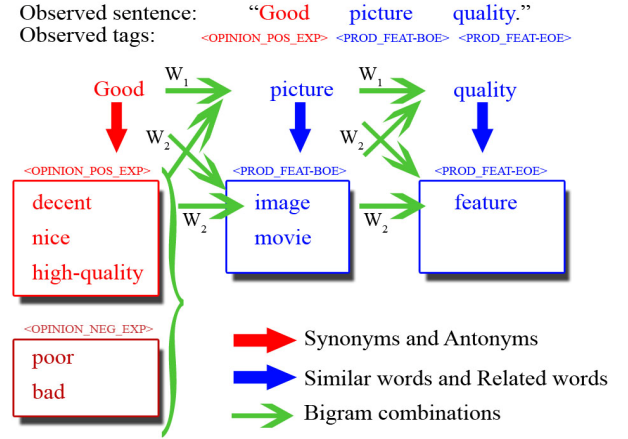 Observed sentence: “Good picture quality.”
Observed tags: <OPINION_POS_EXP> <PROD_FEAT-BOE> <PROD_FEAT-EOE>
Good W1 picture W1 quality
W2 W2
<OPINION_POS_EXP> <PROD_FEAT-BOE> <PROD_FEAT-EOE>
decent W2 image W2 feature
nice movie
high-quality
<OPINION_NEG_EXP>
poor
bad
Synonyms and Antonyms
Similar words and Related words
Bigram combinations